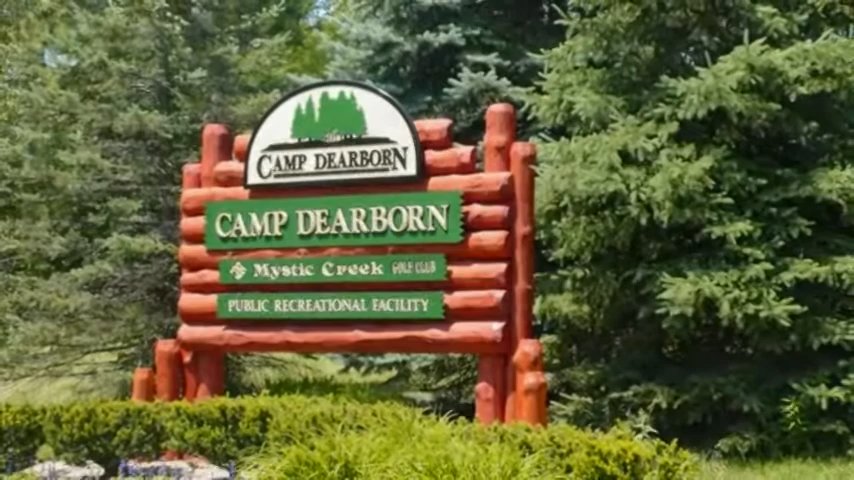 CAMP DEARBORN
CAMP DEARBORN
Mystic Creek GOLF CLUB
PUBLIC RECREATIONAL FACILITY